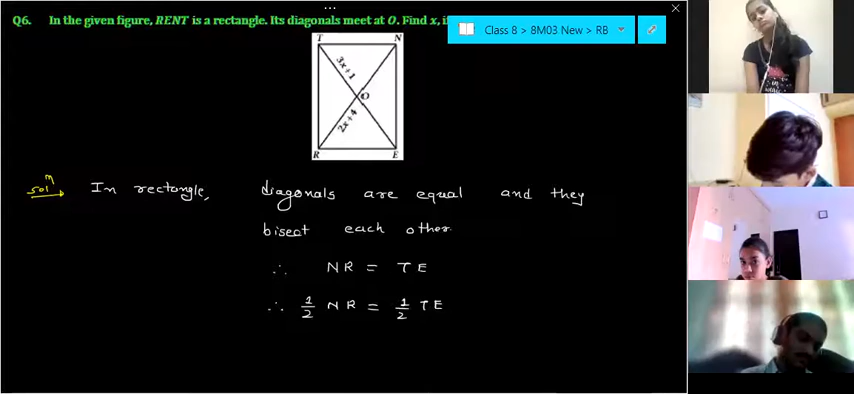 Q6. In the given figure, RENT is a rectangle. Its diagonals meet at O. Find x, i
Class 8 > 8M03 New > RB
T N
3x+1
O
2x+4
R E
Solⁿ → In rectangle, diagonals are equal and they
bisect each other.
∴ NR = TE
∴ 1/2 NR = 1/2 TE